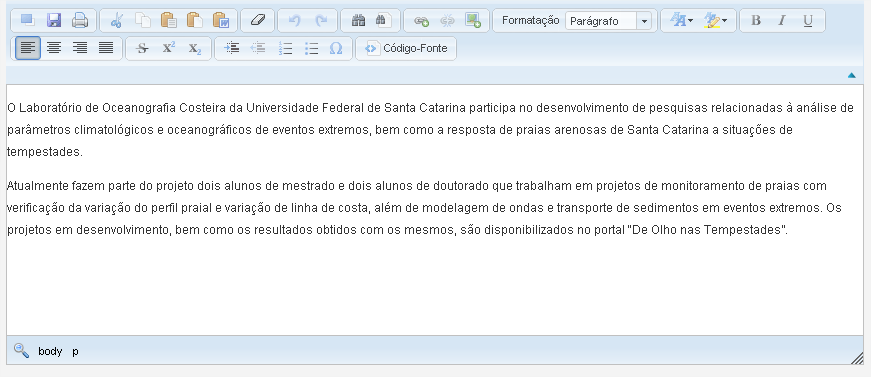 Formatação Parágrafo B I U
S x² x₂ Ω Código-Fonte
O Laboratório de Oceanografia Costeira da Universidade Federal de Santa Catarina participa no desenvolvimento de pesquisas relacionadas à análise de
parâmetros climatológicos e oceanográficos de eventos extremos, bem como a resposta de praias arenosas de Santa Catarina a situações de
tempestades.
Atualmente fazem parte do projeto dois alunos de mestrado e dois alunos de doutorado que trabalham em projetos de monitoramento de praias com
verificação da variação do perfil praial e variação de linha de costa, além de modelagem de ondas e transporte de sedimentos em eventos extremos. Os
projetos em desenvolvimento, bem como os resultados obtidos com os mesmos, são disponibilizados no portal "De Olho nas Tempestades".
body p